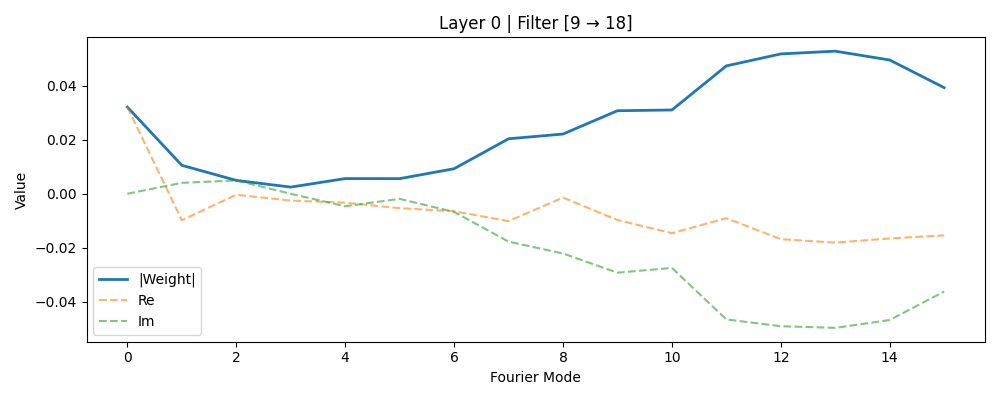 Layer 0 | Filter [9 → 18]
Value
0.04
0.02
0.00
−0.02
−0.04
|Weight|
Re
Im
0 2 4 6 8 10 12 14
Fourier Mode